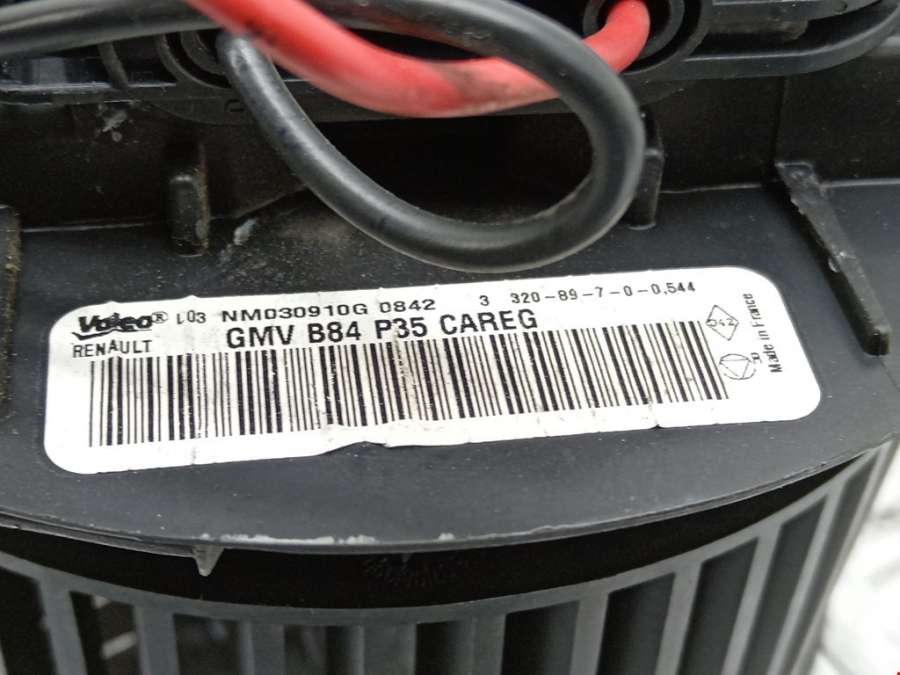 Valeo® L03 NM030910G 0842 3 320-89-7-0-0,544
RENAULT GMV B84 P35 CAREG
Made in France